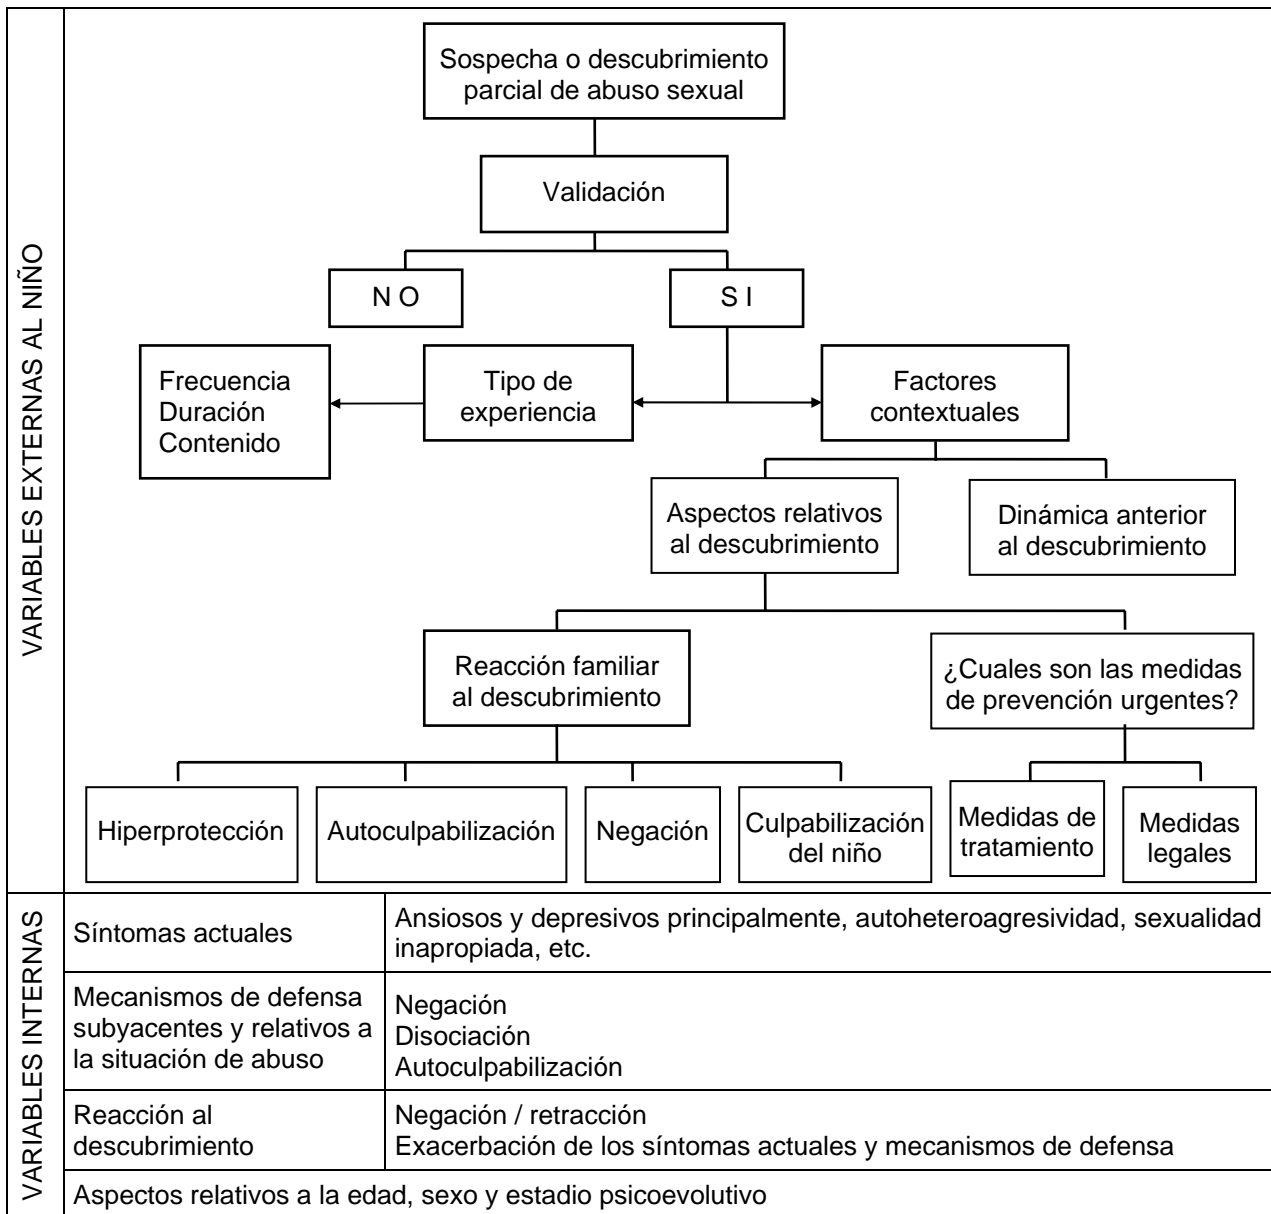 VARIABLES EXTERNAS AL NIÑO
Sospecha o descubrimiento
parcial de abuso sexual
Validación
N O
S I
Frecuencia
Duración
Contenido
Tipo de
experiencia
Factores
contextuales
Aspectos relativos
al descubrimiento
Dinámica anterior
al descubrimiento
Reacción familiar
al descubrimiento
¿Cuales son las medidas
de prevención urgentes?
Hiperprotección
Autoculpabilización
Negación
Culpabilización
del niño
Medidas de
tratamiento
Medidas
legales
VARIABLES INTERNAS
Síntomas actuales
Ansiosos y depresivos principalmente, autoheteroagresividad, sexualidad
inapropiada, etc.
Mecanismos de defensa
subyacentes y relativos a
la situación de abuso
Negación
Disociación
Autoculpabilización
Reacción al
descubrimiento
Negación / retracción
Exacerbación de los síntomas actuales y mecanismos de defensa
Aspectos relativos a la edad, sexo y estadio psicoevolutivo